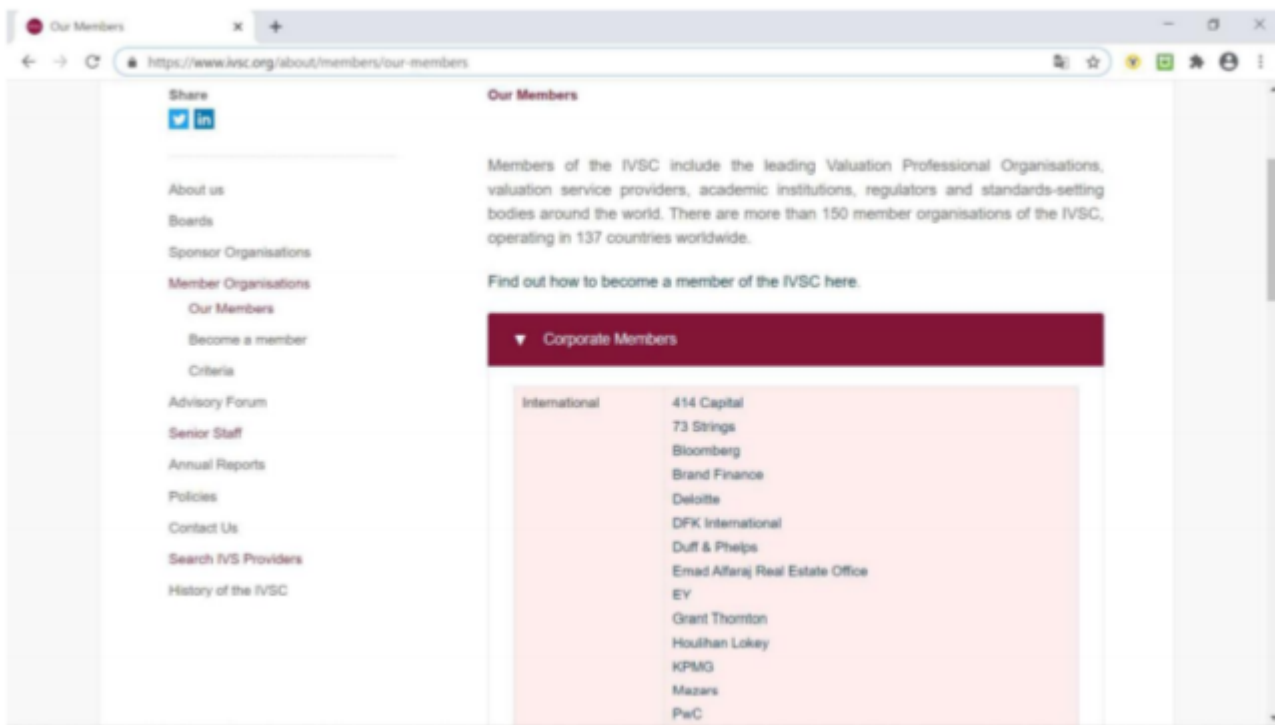 Our Members
https://www.ivsc.org/about/members/our-members
Share
About us
Boards
Sponsor Organisations
Member Organisations
Our Members
Become a member
Criteria
Advisory Forum
Senior Staff
Annual Reports
Policies
Contact Us
Search IVS Providers
History of the IVSC
Our Members
Members of the IVSC include the leading Valuation Professional Organisations,
valuation service providers, academic institutions, regulators and standards-setting
bodies around the world. There are more than 150 member organisations of the IVSC,
operating in 137 countries worldwide.
Find out how to become a member of the IVSC here.
▼ Corporate Members
International
414 Capital
73 Strings
Bloomberg
Brand Finance
Deloitte
DFK International
Duff & Phelps
Emad Alfaraj Real Estate Office
EY
Grant Thornton
Houlihan Lokey
KPMG
Mazars
PwC